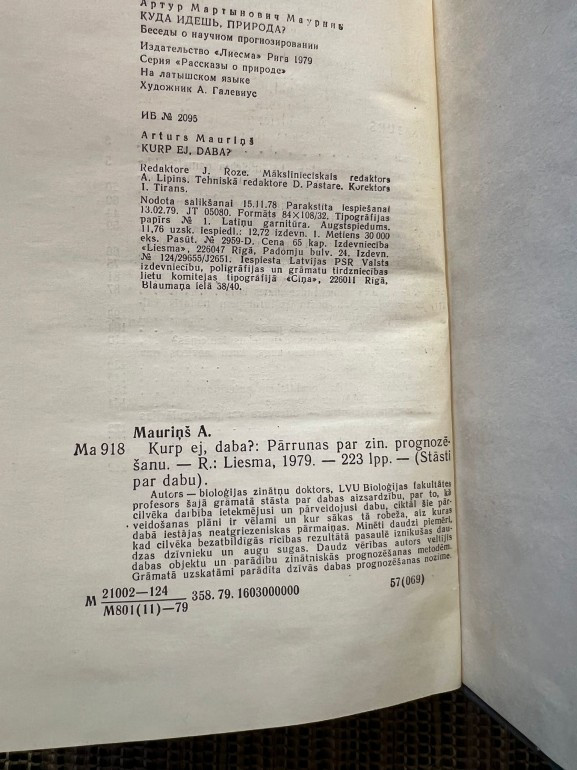 Артур Мартынович Мауринь
КУДА ИДЕШЬ, ПРИРОДА?
Беседы о научном прогнозировании
Издательство «Лиесма» Рига 1979
Серия «Рассказы о природе»
На латышском языке
Художник А. Галевиус
ИБ № 2095
Arturs Mauriņš
KURP EJ, DABA?
Redaktore J. Roze. Mākslinieciskais redaktors
A. Lipins. Tehniskā redaktore D. Pastare. Korektors
I. Tirans.
Nodota salikšanai 15.11.78 Parakstīta iespiešanai
13.02.79. JT 05080. Formāts 84×108/32. Tipogrāfijas
papīrs № 1. Latīņu garnitūra. Augstspiedums.
11,76 uzsk. iespiedl.; 12,72 izdevn. l. Metiens 30 000
eks. Pasūt. № 2959-D. Cena 65 kap. Izdevniecība
«Liesma», 226047 Rīgā, Padomju bulv. 24. Izdevn.
№ 124/29655/J2651. Iespiesta Latvijas PSR Valsts
izdevniecību, poligrāfijas un grāmatu tirdzniecības
lietu komitejas tipogrāfijā «Cīņa», 226011 Rīgā,
Blaumaņa ielā 38/40.
Mauriņš A.
Ma 918 Kurp ej, daba?: Pārrunas par zin. prognozē-
šanu. — R.: Liesma, 1979. — 223 lpp. — (Stāsti
par dabu).
Autors — bioloģijas zinātņu doktors, LVU Bioloģijas fakultātes
profesors šajā grāmatā stāsta par dabas aizsardzību, par to, kā
cilvēka darbība ietekmējusi un pārveidojusi dabu, ciktāl šie pār-
veidošanas plāni ir vēlami un kur sākas tā robeža, aiz kuras
dabā iestājas neatgriezeniskas pārmaiņas. Minēti daudzi piemēri,
kad cilvēka bezatbildīgās rīcības rezultātā pasaulē iznīkušas dau-
dzas dzīvnieku un augu sugas. Daudz vērības autors veltījis
dabas objektu un parādību zinātniskās prognozēšanas metodēm.
Grāmatā uzskatāmi parādīta dzīvās dabas prognozēšanas nozīme.
М 21002—124
М801(11)—79 358.79.1603000000
57(069)